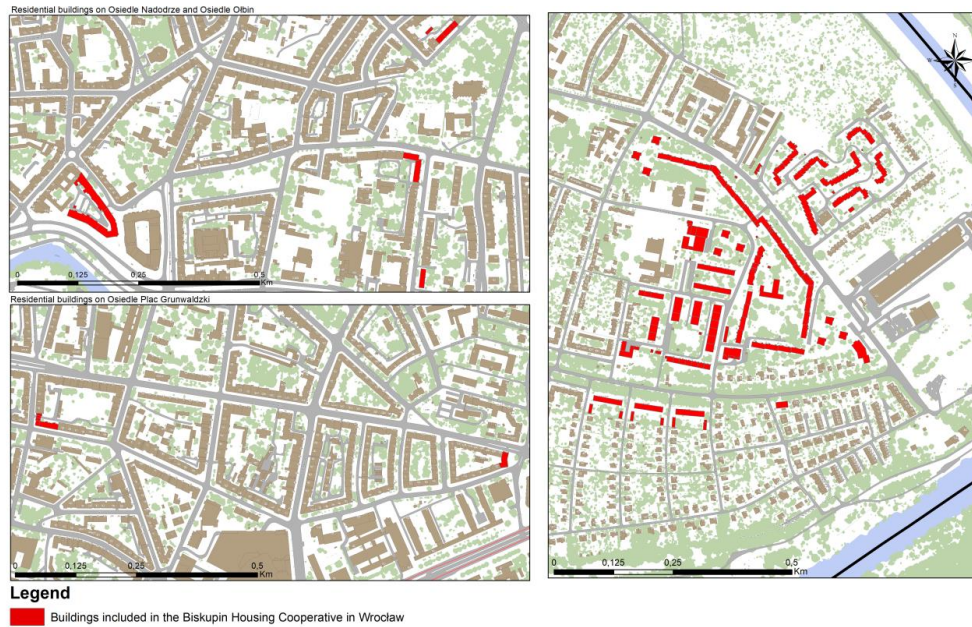 Residential buildings on Osiedle Nadodrze and Osiedle Ołbin
0 0,125 0,25 0,5
Km
Residential buildings on Osiedle Plac Grunwaldzki
0 0,125 0,25 0,5
Km
N
W
S
0 0,125 0,25 0,5
Km
Legend
Buildings included in the Biskupin Housing Cooperative in Wrocław